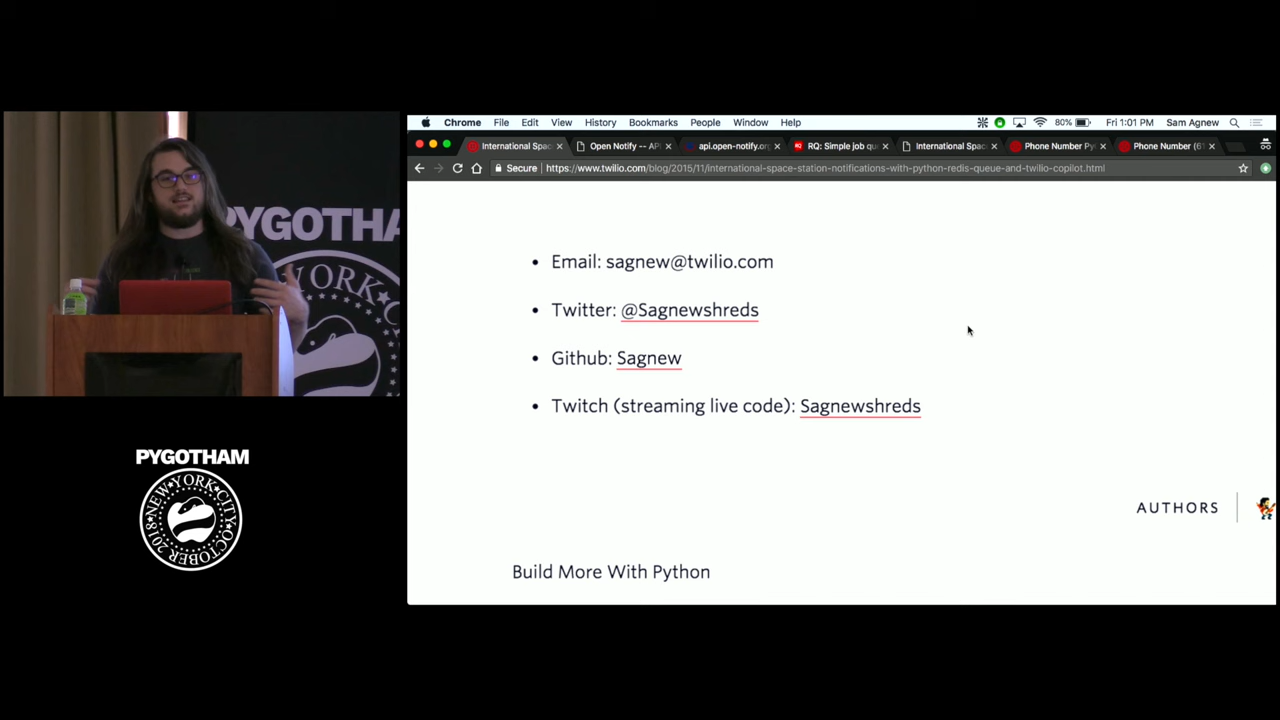 Chrome File Edit View History Bookmarks People Window Help 80% Fri 1:01 PM Sam Agnew
International Spac Open Notify -- API api.open-notify.org RQ: Simple job qu International Spac Phone Number Py Phone Number (61
Secure https://www.twilio.com/blog/2015/11/international-space-station-notifications-with-python-redis-queue-and-twilio-copilot.html
• Email: sagnew@twilio.com
• Twitter: @Sagnewshreds
• Github: Sagnew
• Twitch (streaming live code): Sagnewshreds
AUTHORS
Build More With Python
PYGOTHA
YORK
PYGOTHAM
NEW YORK CITY OCTOBER 2018